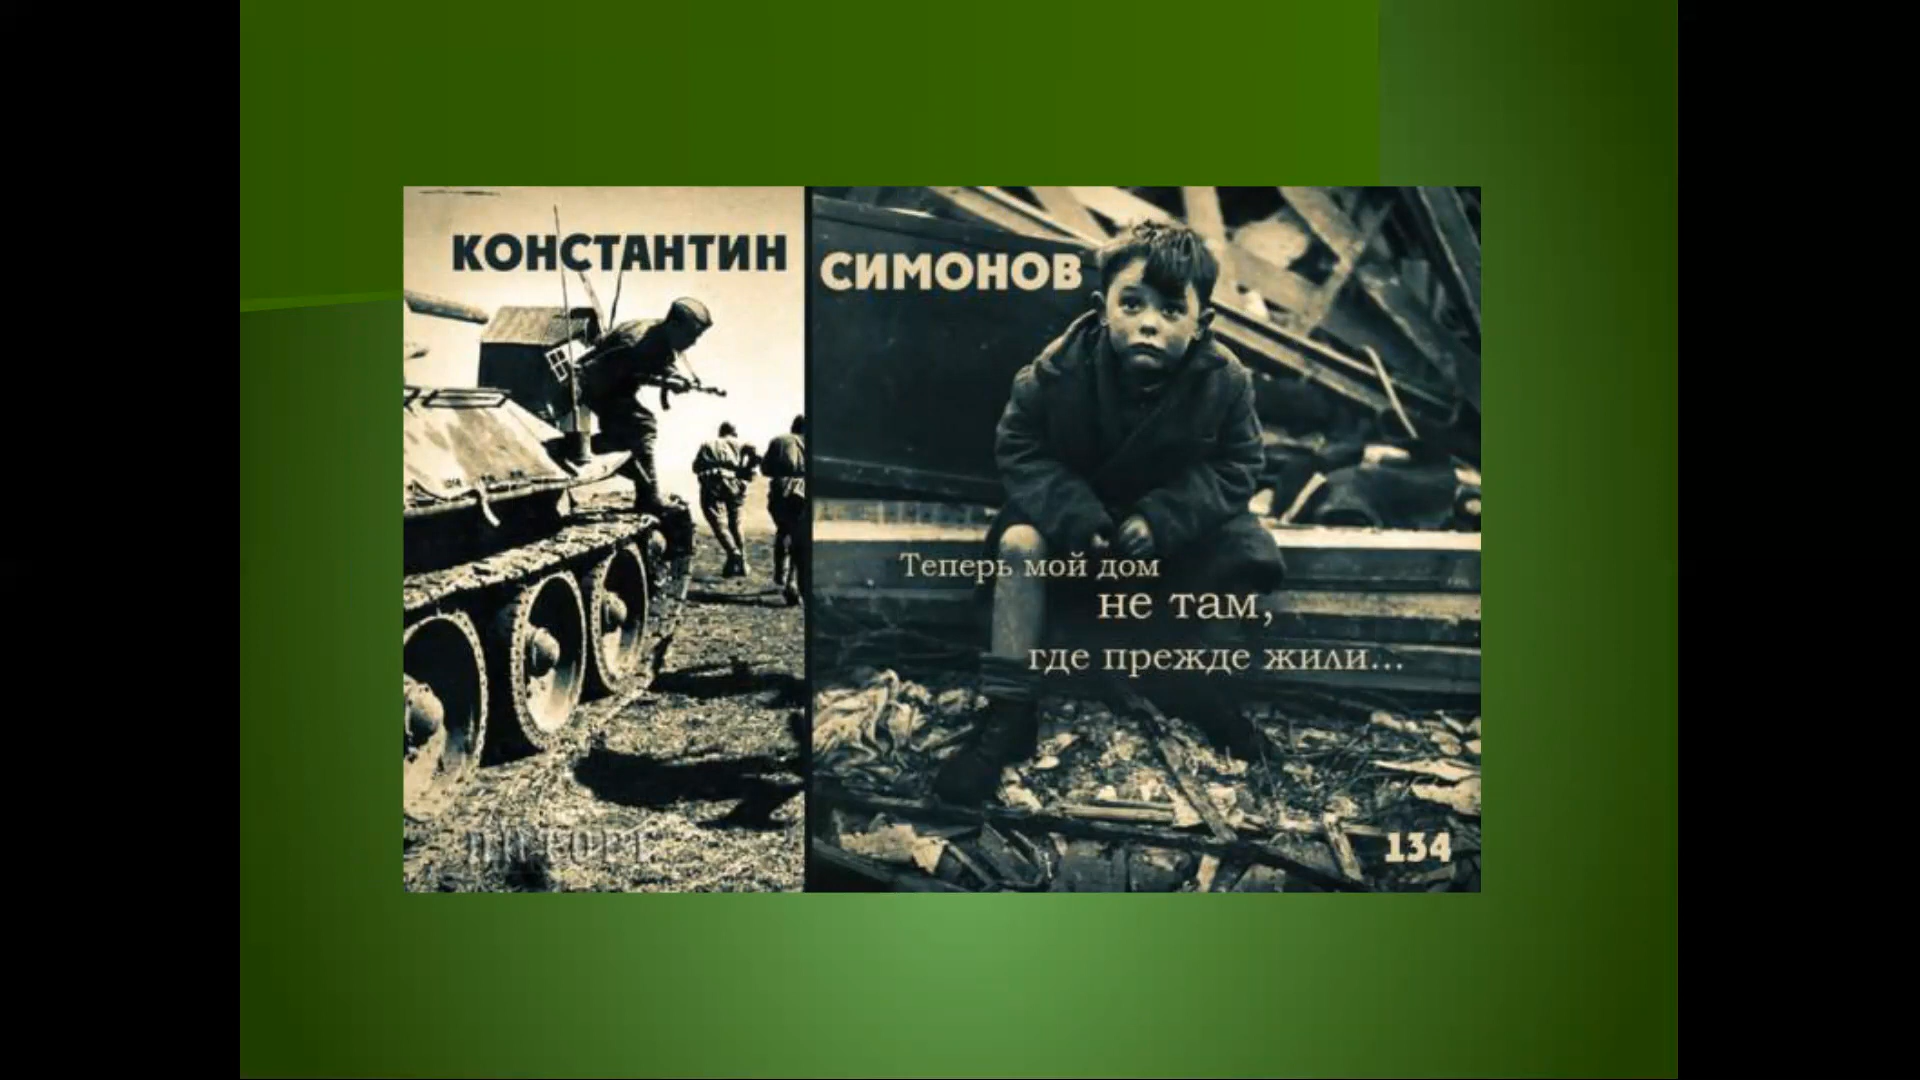 КОНСТАНТИН
СИМОНОВ
Теперь мой дом
не там,
где прежде жили...
134